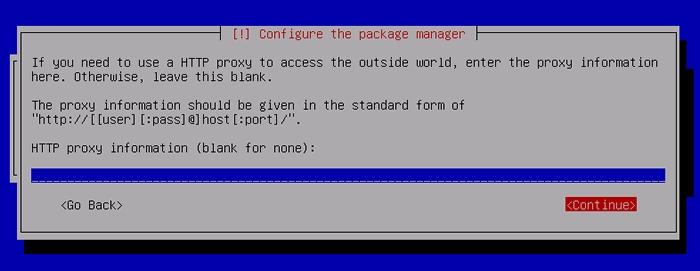 [!] Configure the package manager
If you need to use a HTTP proxy to access the outside world, enter the proxy information
here. Otherwise, leave this blank.
The proxy information should be given in the standard form of
"http://[[user][:pass]@]host[:port]/".
HTTP proxy information (blank for none):
<Go Back>
<Continue>